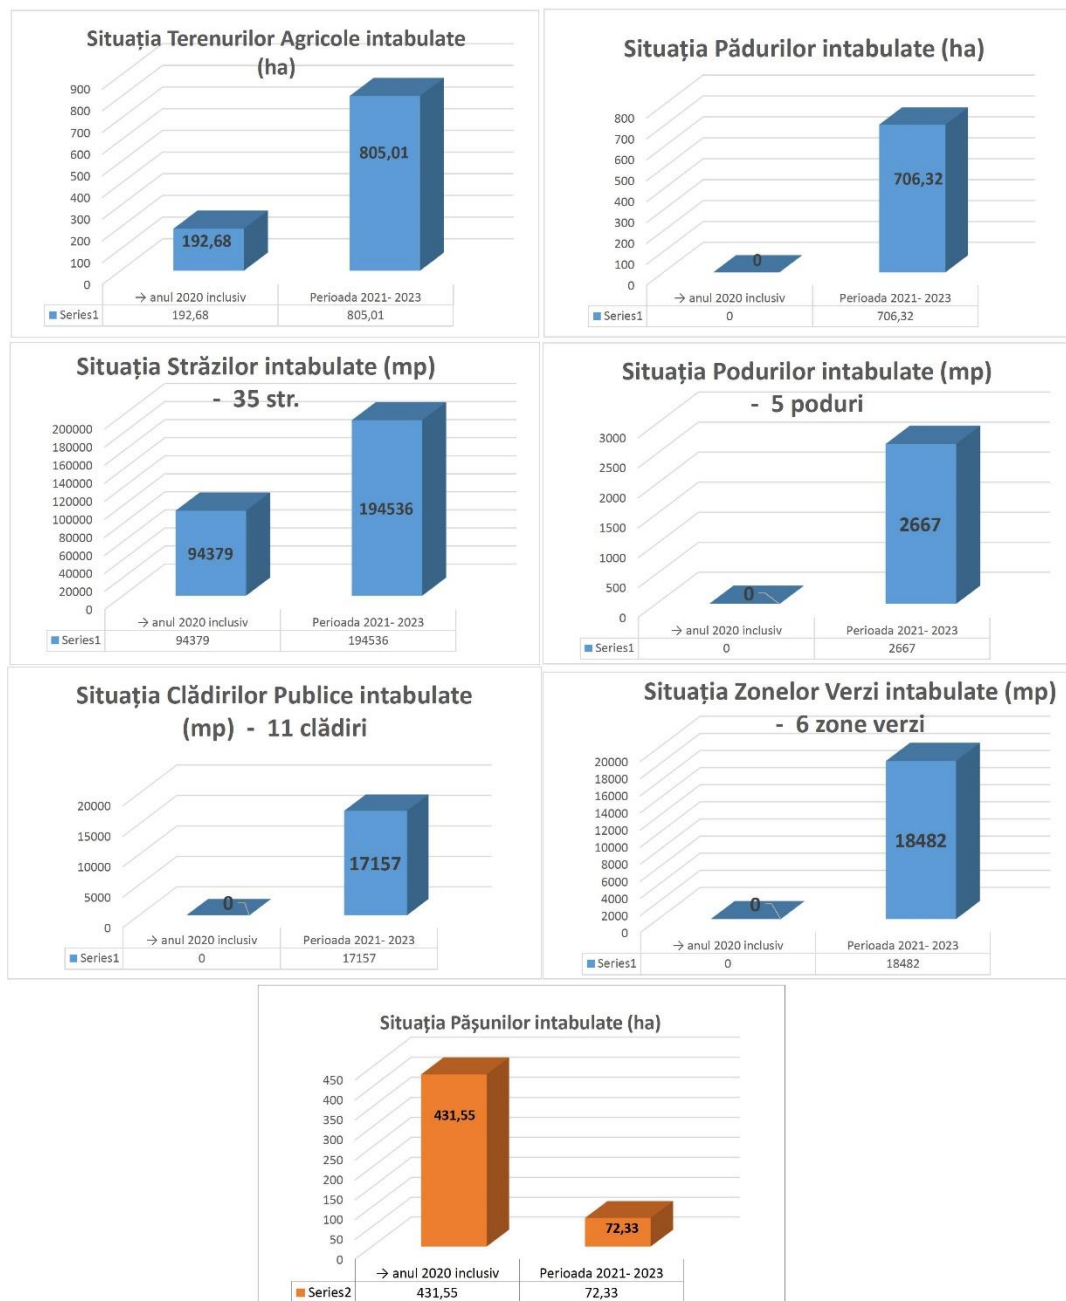 Situația Terenurilor Agricole intabulate
(ha)
900
800
700
600
500
400
300
200
100
0
192,68
805,01
→ anul 2020 inclusiv
Perioada 2021- 2023
Series1
192,68
805,01
Situația Pădurilor intabulate (ha)
800
700
600
500
400
300
200
100
0
0
706,32
→ anul 2020 inclusiv
Perioada 2021- 2023
Series1
0
706,32
Situația Străzilor intabulate (mp)
- 35 str.
200000
180000
160000
140000
120000
100000
80000
60000
40000
20000
0
94379
194536
→ anul 2020 inclusiv
Perioada 2021- 2023
Series1
94379
194536
Situația Podurilor intabulate (mp)
- 5 poduri
3000
2500
2000
1500
1000
500
0
0
2667
→ anul 2020 inclusiv
Perioada 2021- 2023
Series1
0
2667
Situația Clădirilor Publice intabulate
(mp) - 11 clădiri
20000
15000
10000
5000
0
0
17157
→ anul 2020 inclusiv
Perioada 2021- 2023
Series1
0
17157
Situația Zonelor Verzi intabulate (mp)
- 6 zone verzi
20000
18000
16000
14000
12000
10000
8000
6000
4000
2000
0
0
18482
→ anul 2020 inclusiv
Perioada 2021- 2023
Series1
0
18482
Situația Pășunilor intabulate (ha)
450
400
350
300
250
200
150
100
50
0
431,55
72,33
→ anul 2020 inclusiv
Perioada 2021- 2023
Series2
431,55
72,33